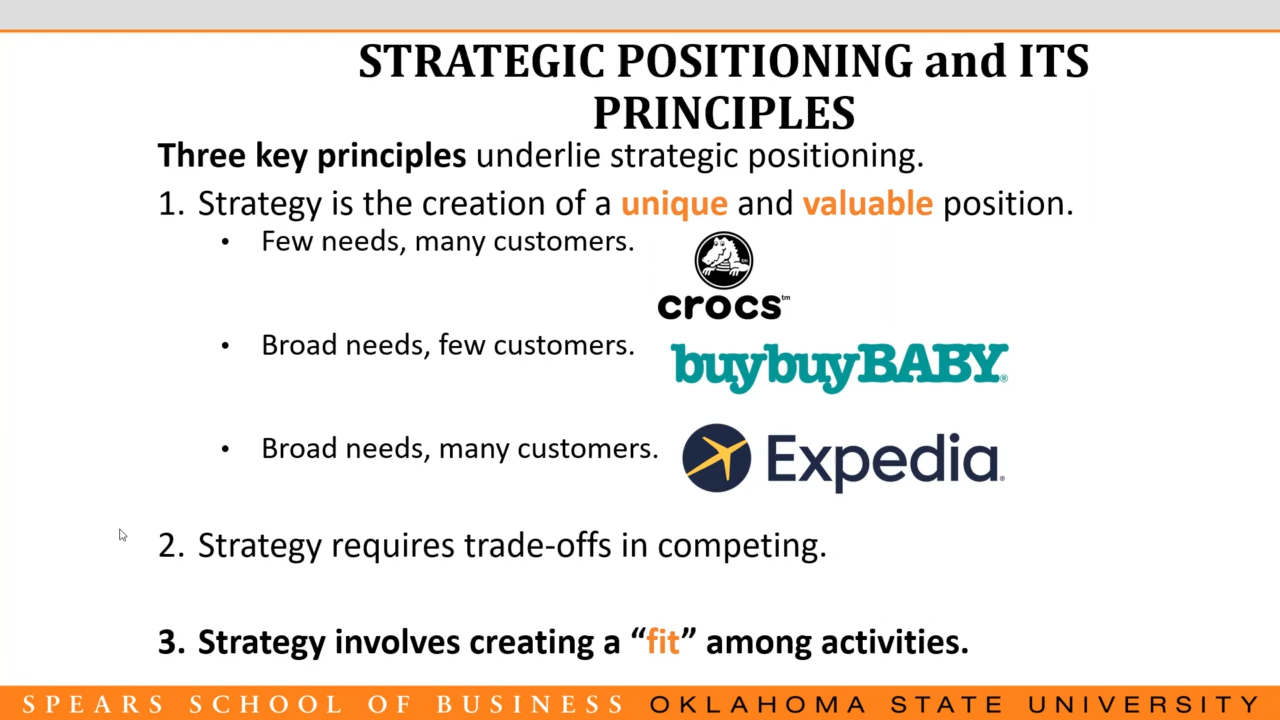 STRATEGIC POSITIONING and ITS
PRINCIPLES
Three key principles underlie strategic positioning.
1. Strategy is the creation of a unique and valuable position.
• Few needs, many customers.
crocs™
• Broad needs, few customers.
buybuyBABY®
• Broad needs, many customers.
Expedia®
2. Strategy requires trade-offs in competing.
3. Strategy involves creating a “fit” among activities.
SPEARS SCHOOL OF BUSINESS OKLAHOMA STATE UNIVERSITY